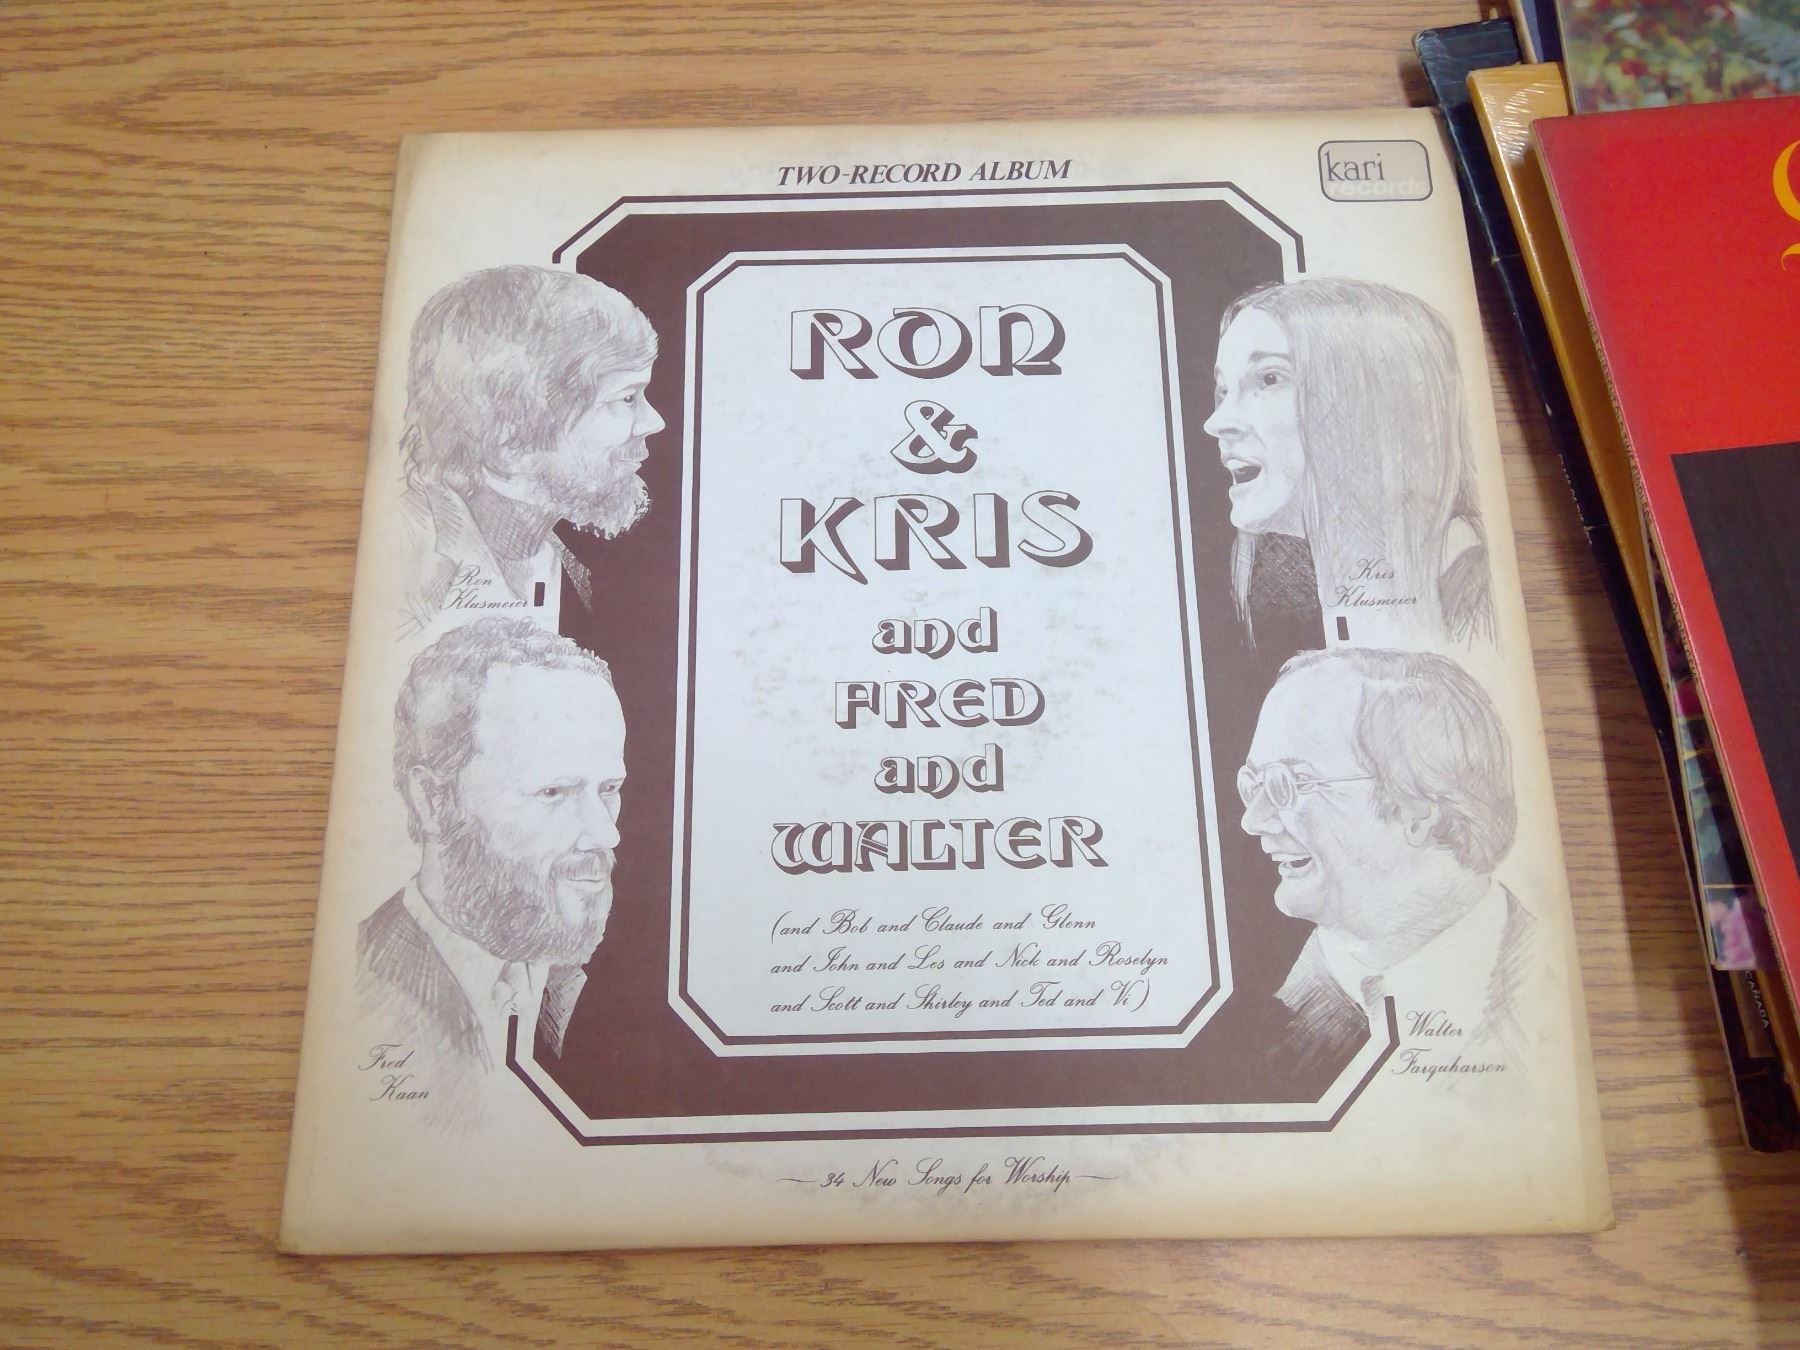 TWO-RECORD ALBUM
kari
records
RON
&
KRIS
and
FRED
and
WALTER
(and Bob and Claude and Glenn
and John and Les and Nick and Roselyn
and Scott and Shirley and Ted and Vi)
Ron
Klusmeier
Kris
Klusmeier
Fred
Kaan
Walter
Farquharson
34 New Songs for Worship
CANADA